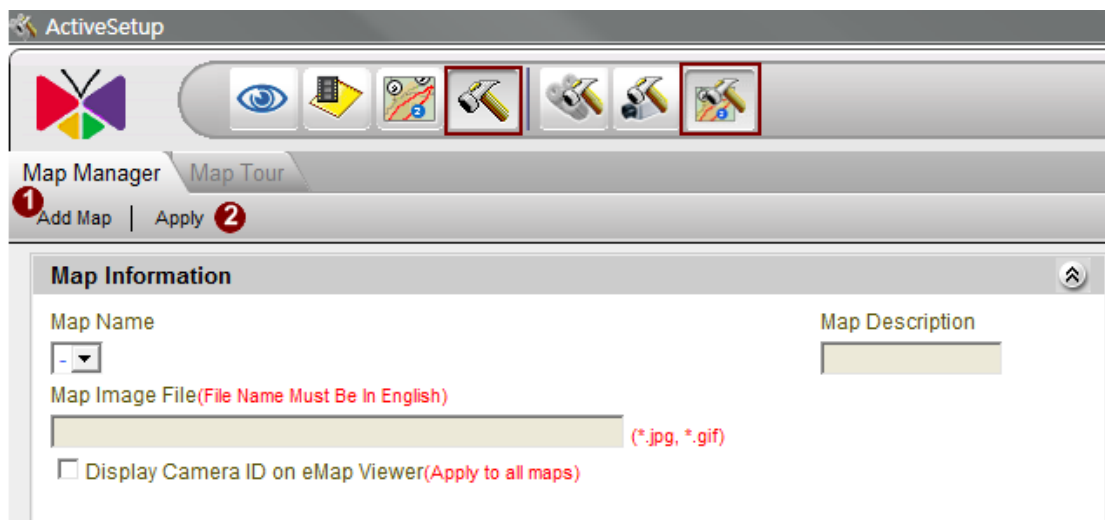 ActiveSetup
Map Manager Map Tour
1 Add Map | Apply 2
Map Information
Map Name Map Description
-
Map Image File(File Name Must Be In English)
(*.jpg, *.gif)
Display Camera ID on eMap Viewer(Apply to all maps)